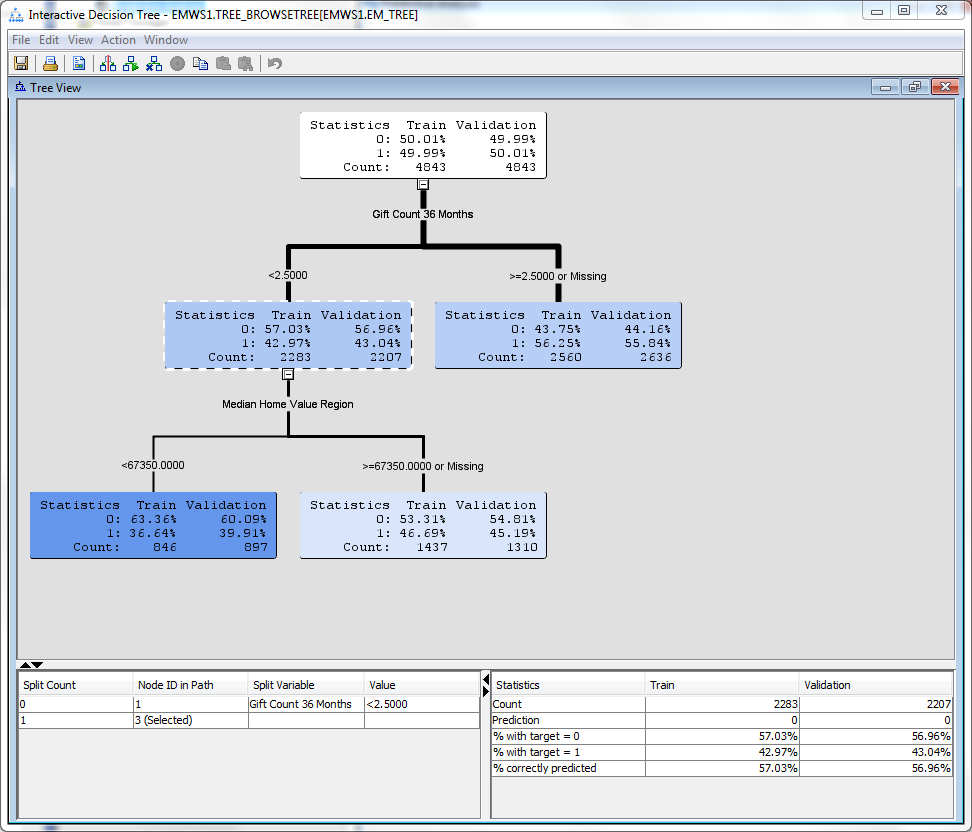 Interactive Decision Tree - EMWS1.TREE_BROWSETREE[EMWS1.EM_TREE]
File Edit View Action Window
Tree View
Statistics Train Validation
0: 50.01% 49.99%
1: 49.99% 50.01%
Count: 4843 4843
Gift Count 36 Months
<2.5000
>=2.5000 or Missing
Statistics Train Validation
0: 57.03% 56.96%
1: 42.97% 43.04%
Count: 2283 2207
Statistics Train Validation
0: 43.75% 44.16%
1: 56.25% 55.84%
Count: 2560 2636
Median Home Value Region
<67350.0000
>=67350.0000 or Missing
Statistics Train Validation
0: 63.36% 60.09%
1: 36.64% 39.91%
Count: 846 897
Statistics Train Validation
0: 53.31% 54.81%
1: 46.69% 45.19%
Count: 1437 1310
Split Count Node ID in Path Split Variable Value
0 1 Gift Count 36 Months <2.5000
1 3 (Selected)
Statistics Train Validation
Count 2283 2207
Prediction 0 0
% with target = 0 57.03% 56.96%
% with target = 1 42.97% 43.04%
% correctly predicted 57.03% 56.96%